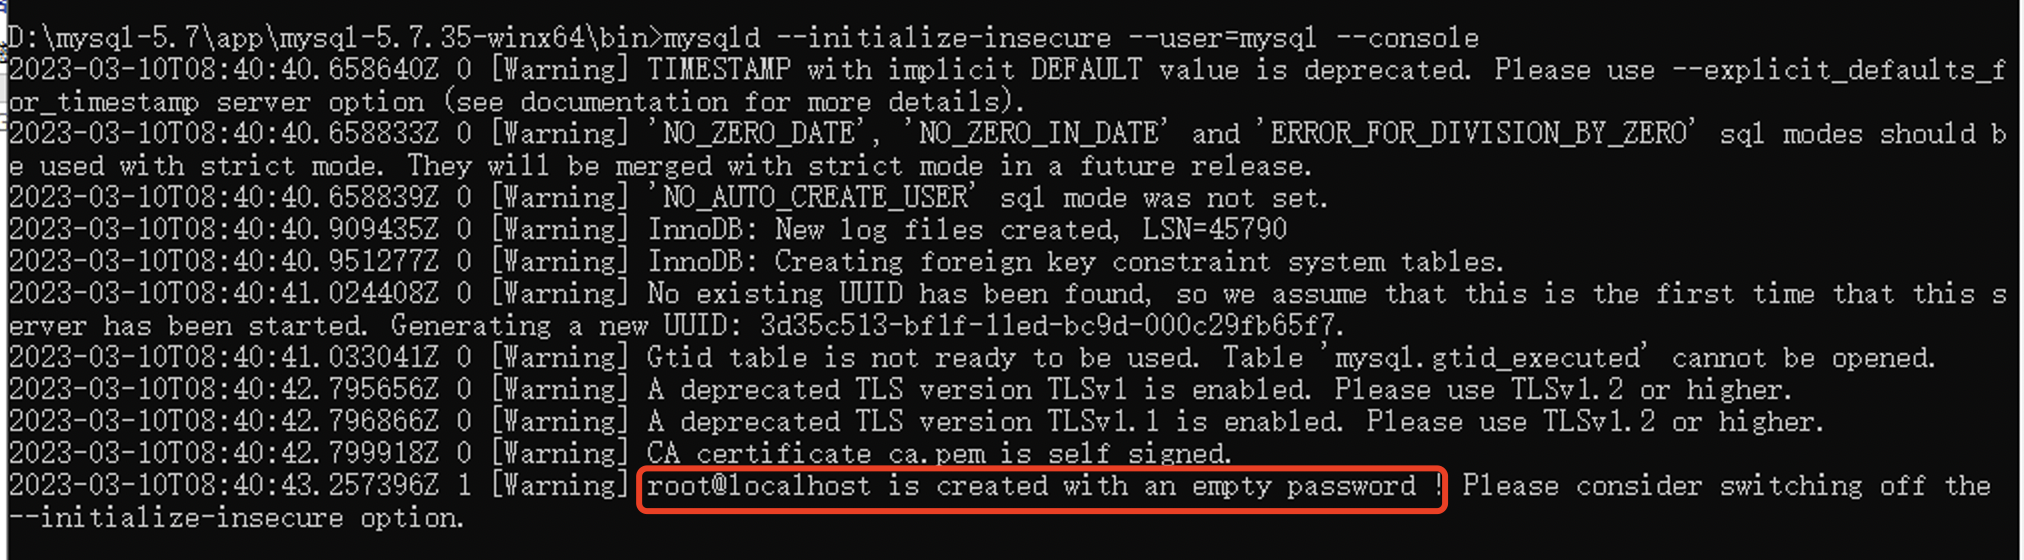 D:\mysql-5.7\app\mysql-5.7.35-winx64\bin>mysqld --initialize-insecure --user=mysql --console
2023-03-10T08:40:40.658640Z 0 [Warning] TIMESTAMP with implicit DEFAULT value is deprecated. Please use --explicit_defaults_f
or_timestamp server option (see documentation for more details).
2023-03-10T08:40:40.658833Z 0 [Warning] 'NO_ZERO_DATE', 'NO_ZERO_IN_DATE' and 'ERROR_FOR_DIVISION_BY_ZERO' sql modes should b
e used with strict mode. They will be merged with strict mode in a future release.
2023-03-10T08:40:40.658839Z 0 [Warning] 'NO_AUTO_CREATE_USER' sql mode was not set.
2023-03-10T08:40:40.909435Z 0 [Warning] InnoDB: New log files created, LSN=45790
2023-03-10T08:40:40.951277Z 0 [Warning] InnoDB: Creating foreign key constraint system tables.
2023-03-10T08:40:41.024408Z 0 [Warning] No existing UUID has been found, so we assume that this is the first time that this s
erver has been started. Generating a new UUID: 3d35c513-bf1f-11ed-bc9d-000c29fb65f7.
2023-03-10T08:40:41.033041Z 0 [Warning] Gtid table is not ready to be used. Table 'mysql.gtid_executed' cannot be opened.
2023-03-10T08:40:42.795656Z 0 [Warning] A deprecated TLS version TLSv1 is enabled. Please use TLSv1.2 or higher.
2023-03-10T08:40:42.796866Z 0 [Warning] A deprecated TLS version TLSv1.1 is enabled. Please use TLSv1.2 or higher.
2023-03-10T08:40:42.799918Z 0 [Warning] CA certificate ca.pem is self signed.
2023-03-10T08:40:43.257396Z 1 [Warning] root@localhost is created with an empty password ! Please consider switching off the
--initialize-insecure option.